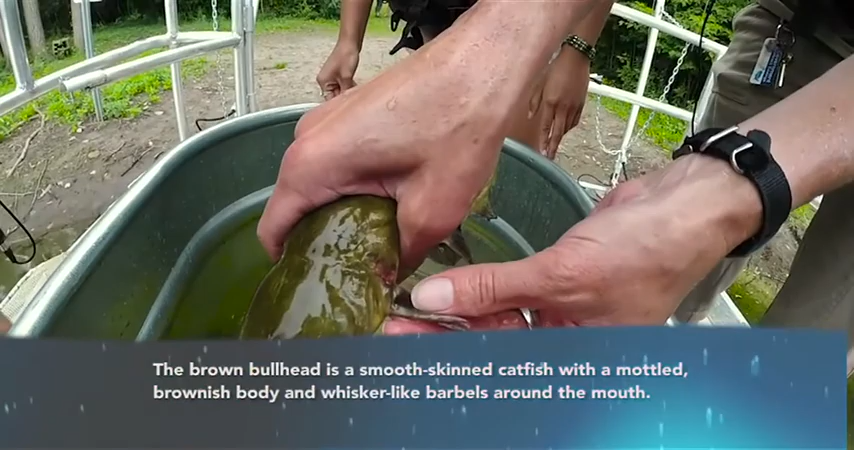 The brown bullhead is a smooth-skinned catfish with a mottled,
brownish body and whisker-like barbels around the mouth.